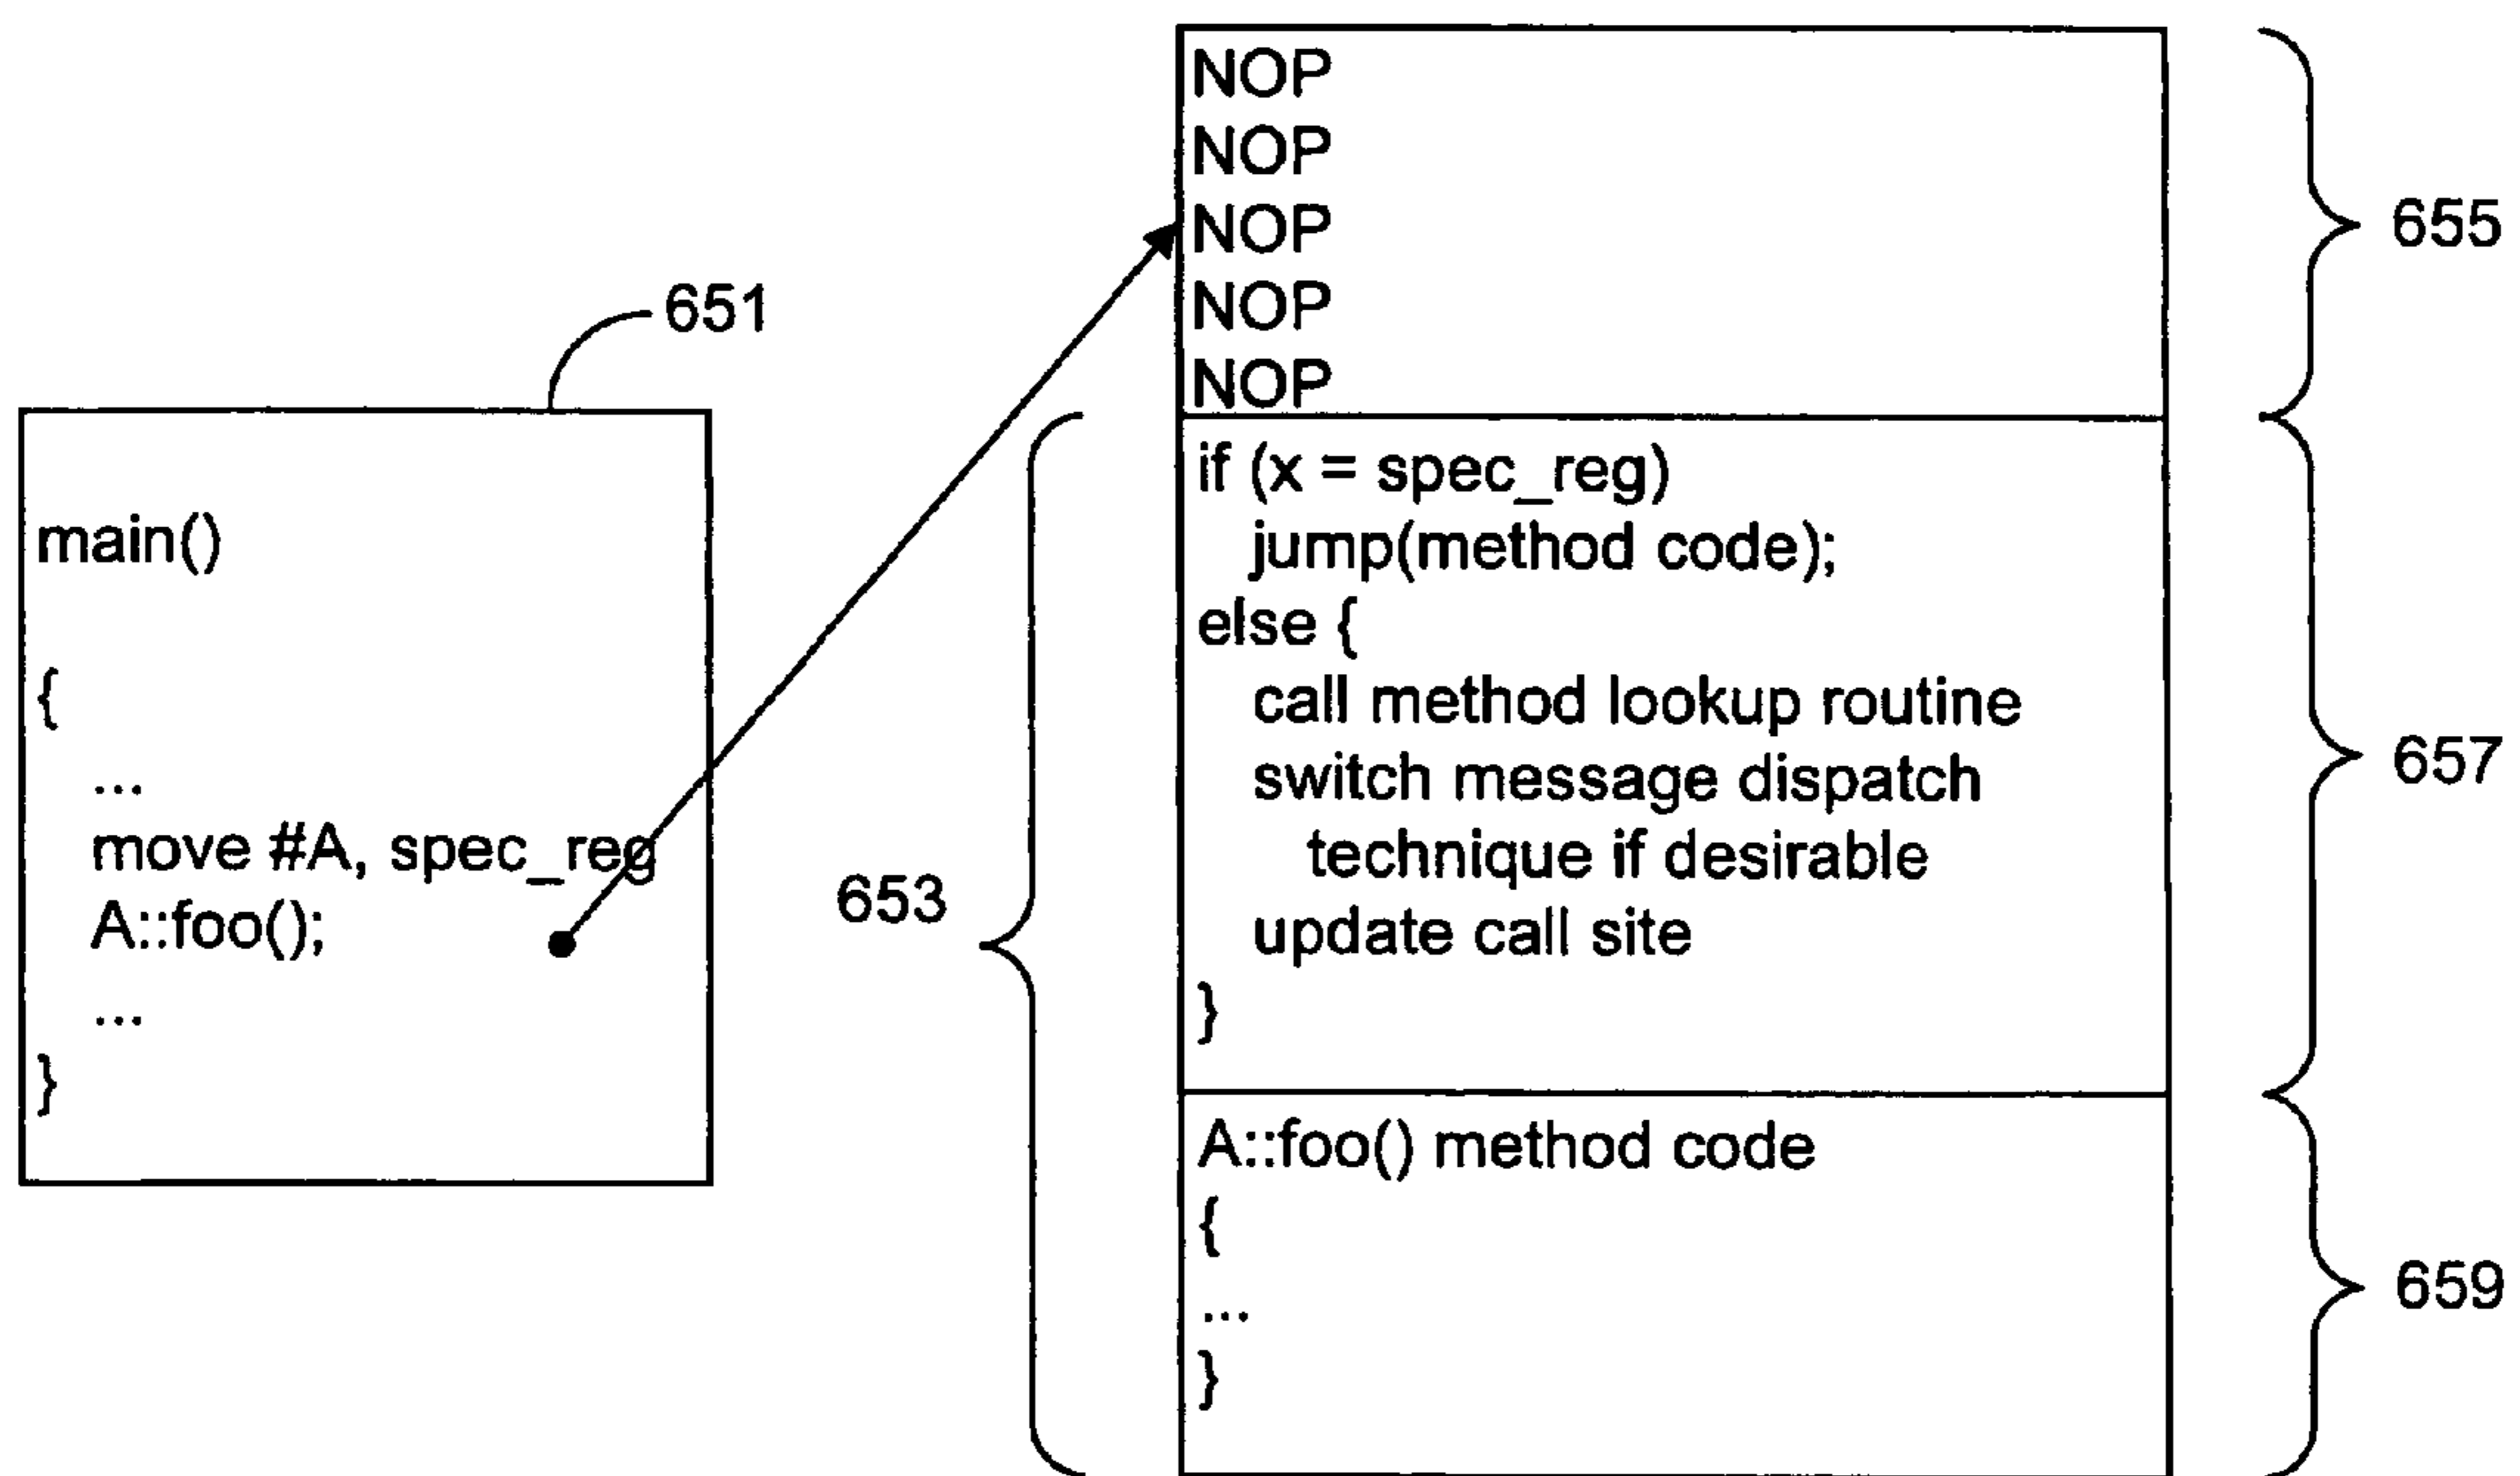 651
main()
{
...
move #A, spec_reg
A::foo();
...
}
653
NOP
NOP
NOP
NOP
NOP
if (x = spec_reg)
jump(method code);
else {
call method lookup routine
switch message dispatch
technique if desirable
update call site
}
A::foo() method code
{
...
}
655
657
659